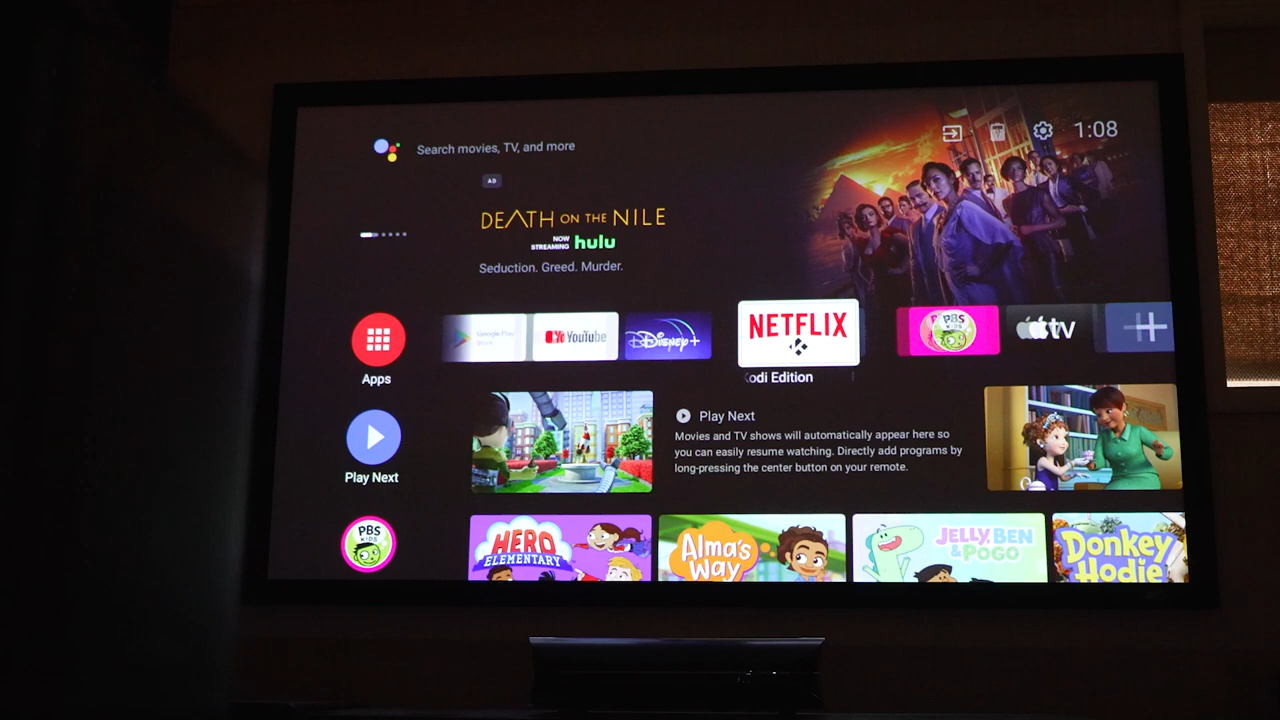 Search movies, TV, and more
1:08
AD
DEATH ON THE NILE
NOW
STREAMING hulu
Seduction. Greed. Murder.
Google Play
Store
YouTube
Disney+
NETFLIX
PBS
KIDS
tv
Apps
odi Edition
Play Next
Movies and TV shows will automatically appear here so
you can easily resume watching. Directly add programs by
long-pressing the center button on your remote.
Play Next
PBS
KIDS
HERO
ELEMENTARY
Alma's
Way
JELLY, BEN
& POGO
Donkey
Hodie